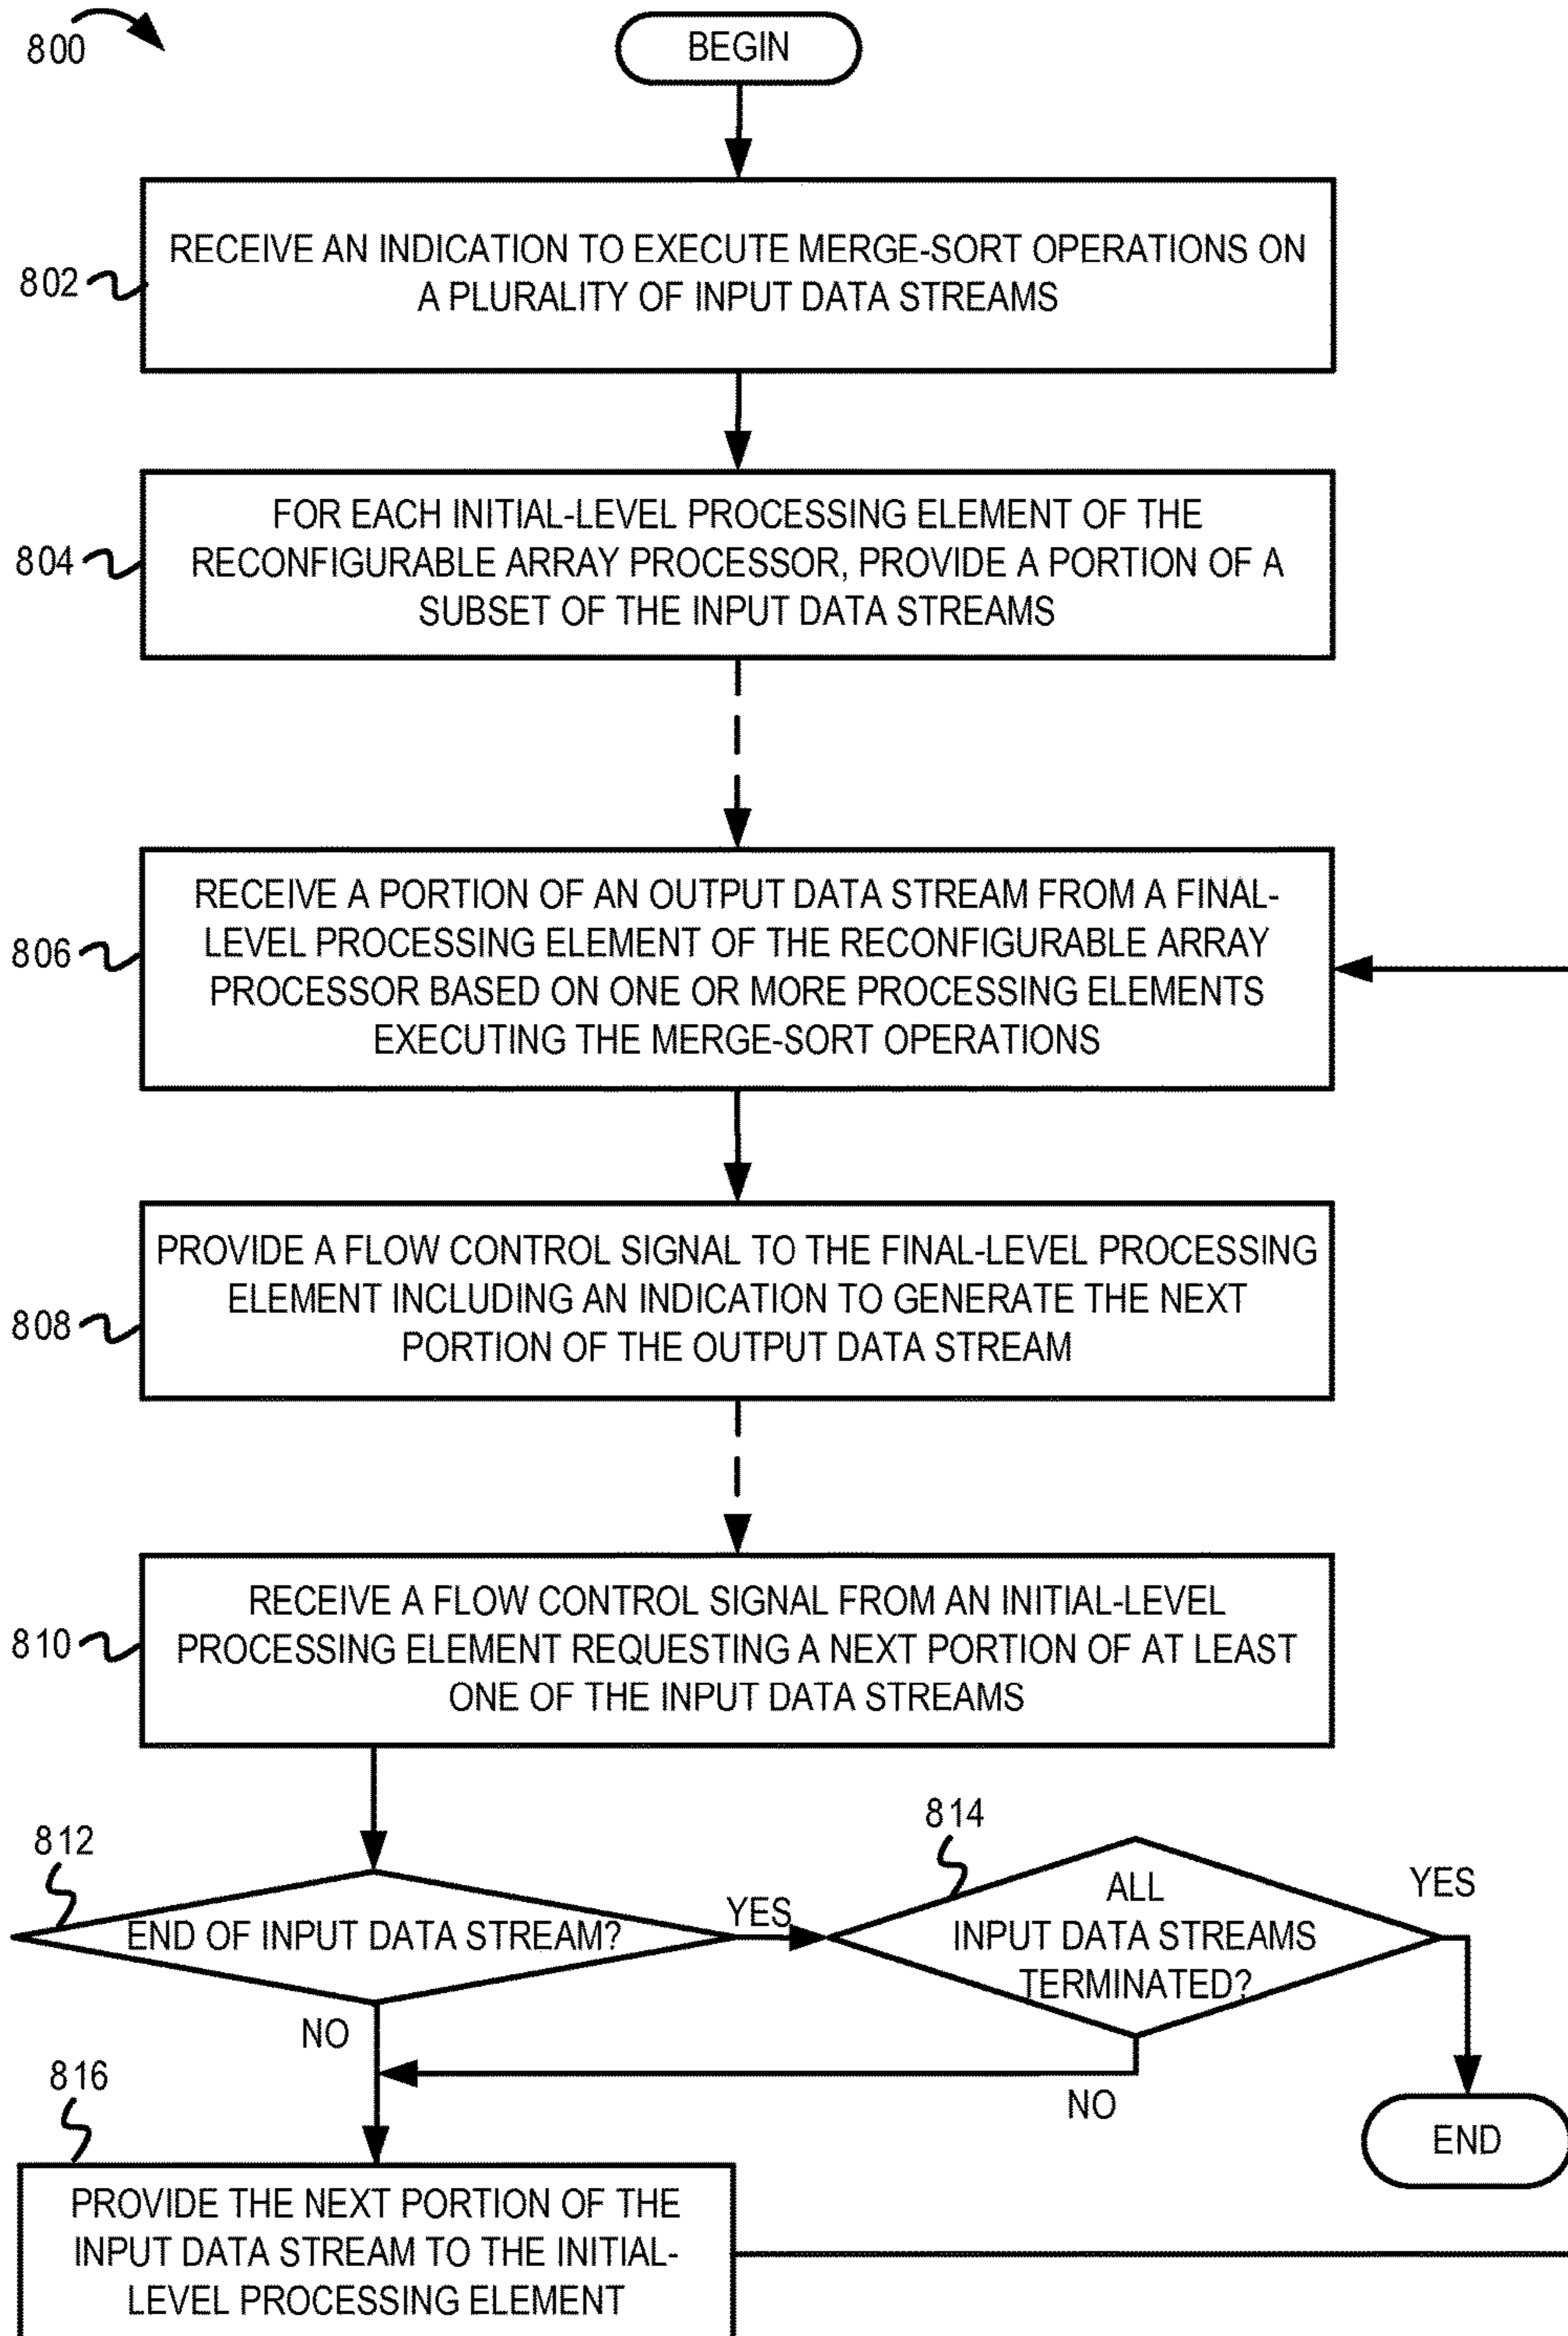 800
BEGIN
802
RECEIVE AN INDICATION TO EXECUTE MERGE-SORT OPERATIONS ON
A PLURALITY OF INPUT DATA STREAMS
804
FOR EACH INITIAL-LEVEL PROCESSING ELEMENT OF THE
RECONFIGURABLE ARRAY PROCESSOR, PROVIDE A PORTION OF A
SUBSET OF THE INPUT DATA STREAMS
806
RECEIVE A PORTION OF AN OUTPUT DATA STREAM FROM A FINAL-
LEVEL PROCESSING ELEMENT OF THE RECONFIGURABLE ARRAY
PROCESSOR BASED ON ONE OR MORE PROCESSING ELEMENTS
EXECUTING THE MERGE-SORT OPERATIONS
808
PROVIDE A FLOW CONTROL SIGNAL TO THE FINAL-LEVEL PROCESSING
ELEMENT INCLUDING AN INDICATION TO GENERATE THE NEXT
PORTION OF THE OUTPUT DATA STREAM
810
RECEIVE A FLOW CONTROL SIGNAL FROM AN INITIAL-LEVEL
PROCESSING ELEMENT REQUESTING A NEXT PORTION OF AT LEAST
ONE OF THE INPUT DATA STREAMS
812
END OF INPUT DATA STREAM?
YES
814
ALL
INPUT DATA STREAMS
TERMINATED?
YES
NO
NO
END
816
PROVIDE THE NEXT PORTION OF THE
INPUT DATA STREAM TO THE INITIAL-
LEVEL PROCESSING ELEMENT